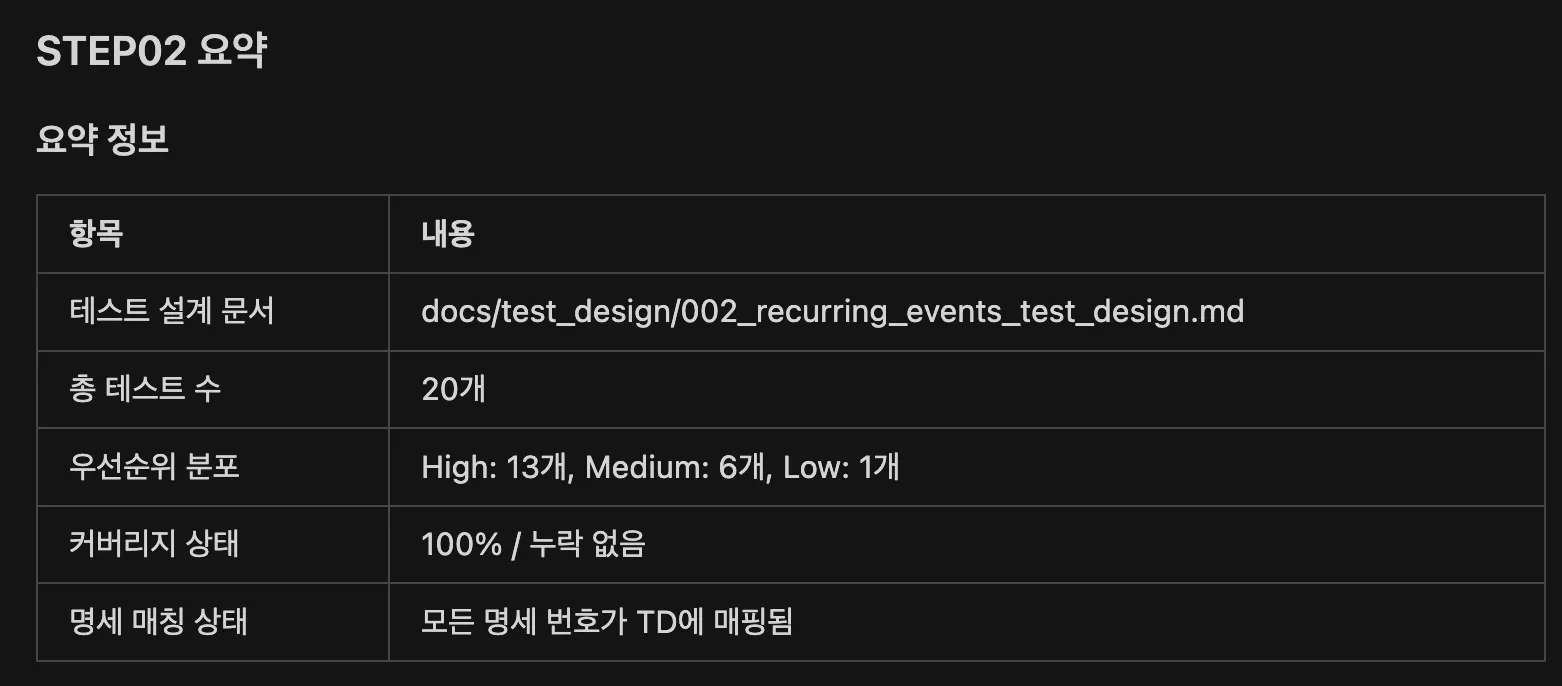 STEP02 요약
요약 정보
항목 내용
테스트 설계 문서 docs/test_design/002_recurring_events_test_design.md
총 테스트 수 20개
우선순위 분포 High: 13개, Medium: 6개, Low: 1개
커버리지 상태 100% / 누락 없음
명세 매칭 상태 모든 명세 번호가 TD에 매핑됨